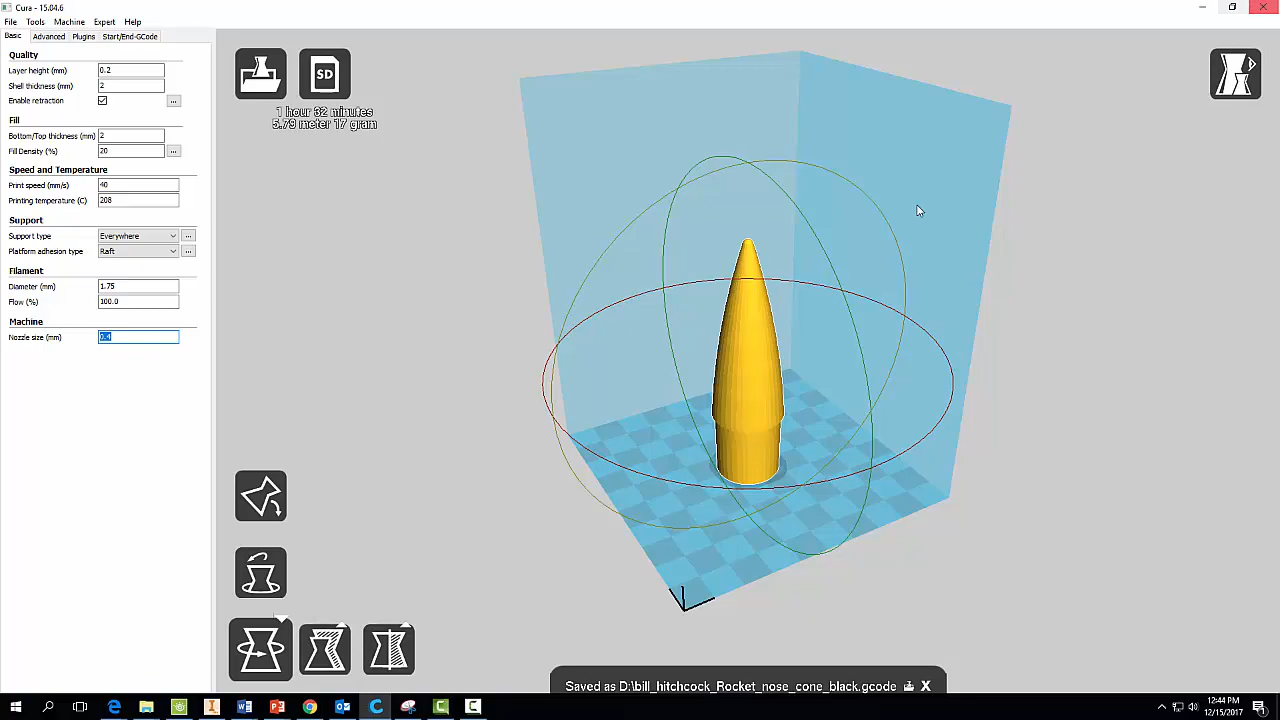 Cura - 15.04.6
File Tools Machine Expert Help
Basic Advanced Plugins Start/End-GCode
Quality
Layer height (mm) 0.2
Shell thickness (mm) 2
Enable retraction ...
Fill
Bottom/Top thickness (mm) 2
Fill Density (%) 20 ...
Speed and Temperature
Print speed (mm/s) 40
Printing temperature (C) 208
Support
Support type Everywhere ...
Platform adhesion type Raft ...
Filament
Diameter (mm) 1.75
Flow (%) 100.0
Machine
Nozzle size (mm) 0.4
SD
1 hour 32 minutes
5.79 meter 17 gram
Saved as D:\bill_hitchcock_Rocket_nose_cone_black.gcode X
12:44 PM
12/15/2017